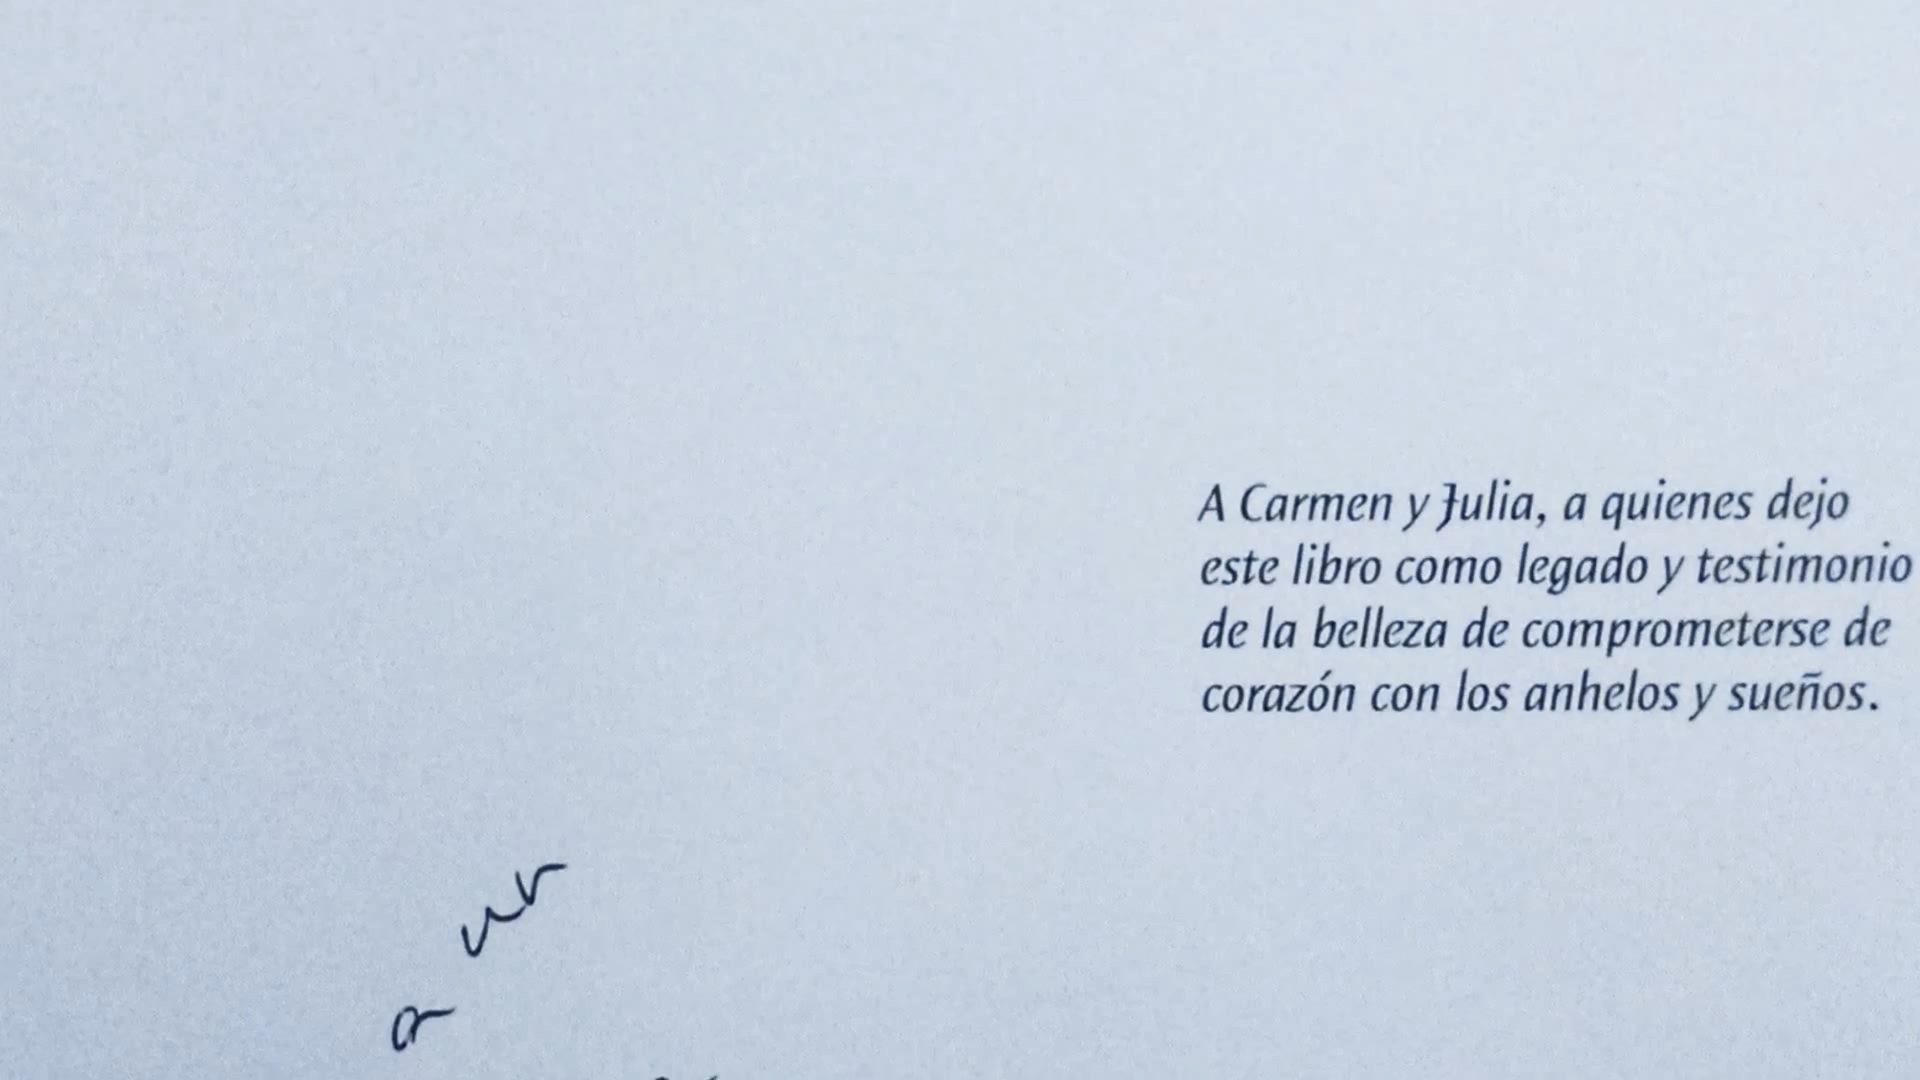 A Carmen y Julia, a quienes dejo
este libro como legado y testimonio
de la belleza de comprometerse de
corazón con los anhelos y sueños.